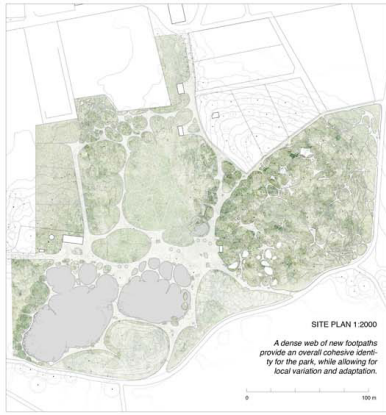 SITE PLAN 1:2000
A dense web of new footpaths
provide an overall cohesive identi-
ty for the park, while allowing for
local variation and adaptation.
0 100 m